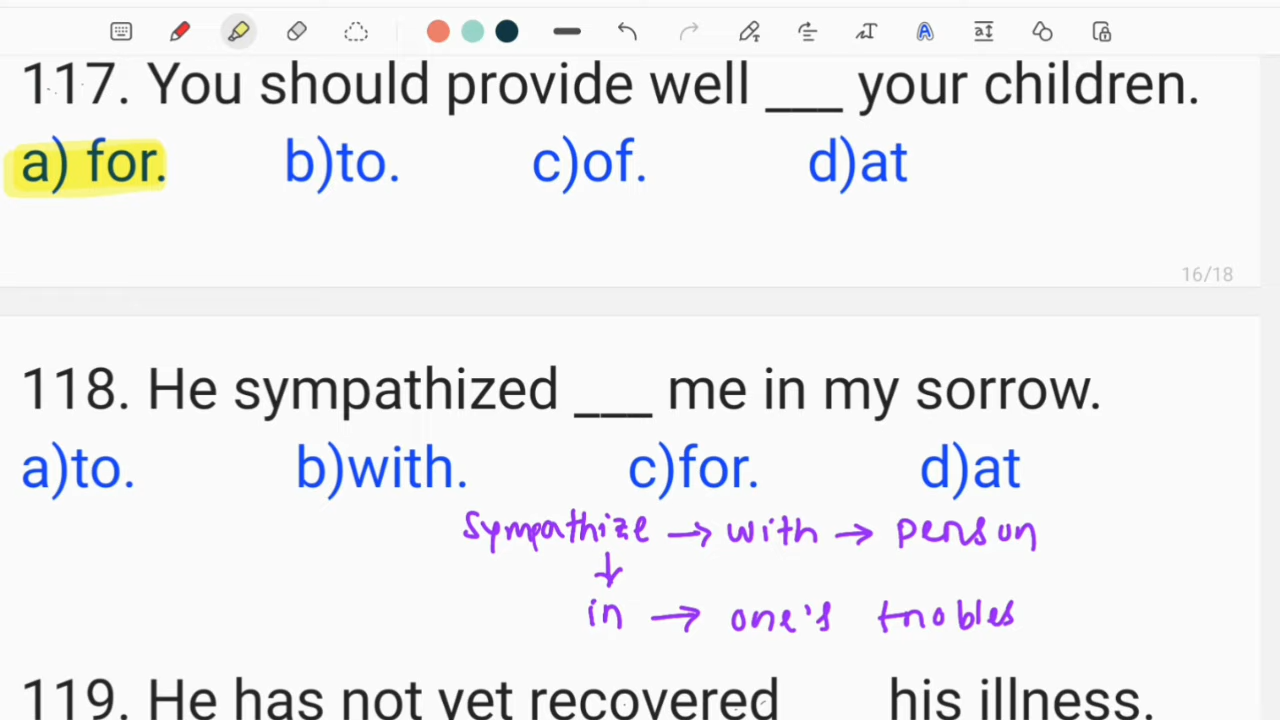 117. You should provide well ___ your children.
a) for. b)to. c)of. d)at
16/18
118. He sympathized ___ me in my sorrow.
a)to. b)with. c)for. d)at
Sympathize → with → person
↓
in → one's trobles
119. He has not yet recovered ___ his illness.